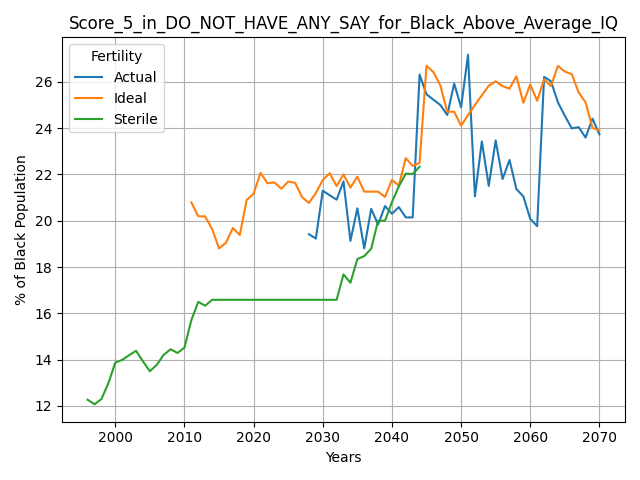 Score_5_in_DO_NOT_HAVE_ANY_SAY_for_Black_Above_Average_IQ
Fertility
Actual
Ideal
Sterile
% of Black Population
26
24
22
20
18
16
14
12
2000 2010 2020 2030 2040 2050 2060 2070
Years